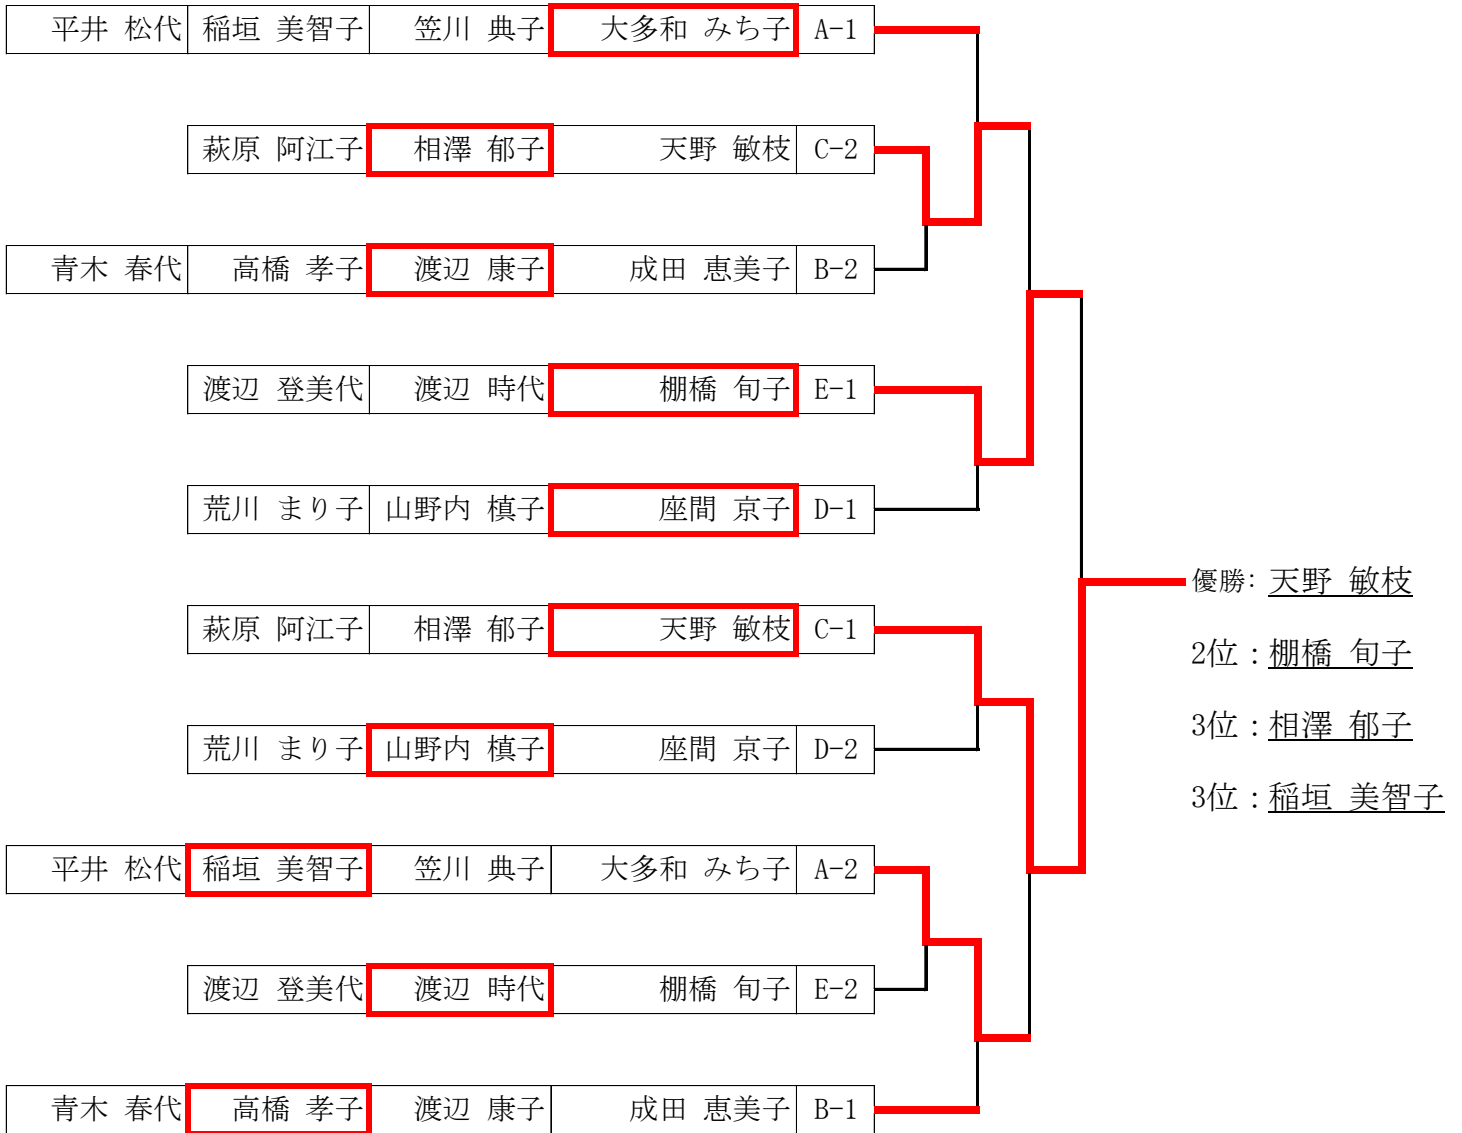 平井 松代 稲垣 美智子 笠川 典子 大多和 みち子 A-1
萩原 阿江子 相澤 郁子 天野 敏枝 C-2
青木 春代 高橋 孝子 渡辺 康子 成田 恵美子 B-2
渡辺 登美代 渡辺 時代 棚橋 旬子 E-1
荒川 まり子 山野内 槙子 座間 京子 D-1
優勝: 天野 敏枝
萩原 阿江子 相澤 郁子 天野 敏枝 C-1
2位：棚橋 旬子
3位：相澤 郁子
荒川 まり子 山野内 槙子 座間 京子 D-2
3位：稲垣 美智子
平井 松代 稲垣 美智子 笠川 典子 大多和 みち子 A-2
渡辺 登美代 渡辺 時代 棚橋 旬子 E-2
青木 春代 高橋 孝子 渡辺 康子 成田 恵美子 B-1